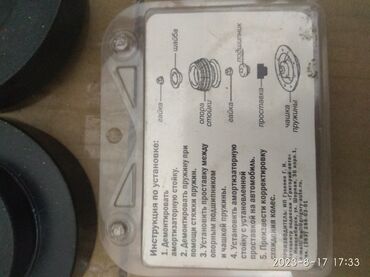 гайка
шайба
опора
стойки
гайка
подшипник
проставка
чашка
пружины
Инструкция по установке:
1. Демонтировать
амортизаторную стойку.
2. Демонтировать пружину при
помощи стяжки пружин.
3. Установить проставку между
опорным подшипником
и чашкой пружины.
4. Установить амортизаторную
стойку с установленной
проставкой на автомобиль.
5. Произвести корректировку
схождения колес.
2023-8-17 17:33